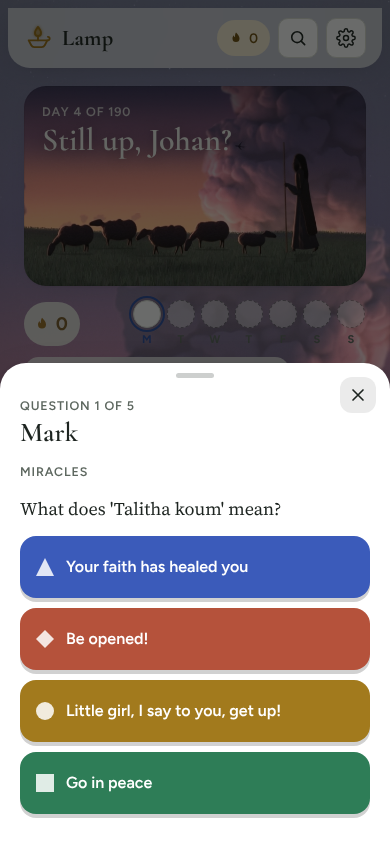 Lamp
0
DAY 4 OF 190
Still up, Johan?
0
M
W
S
S
QUESTION 1 OF 5
Mark
MIRACLES
What does 'Talitha koum' mean?
Your faith has healed you
Be opened!
Little girl, I say to you, get up!
Go in peace